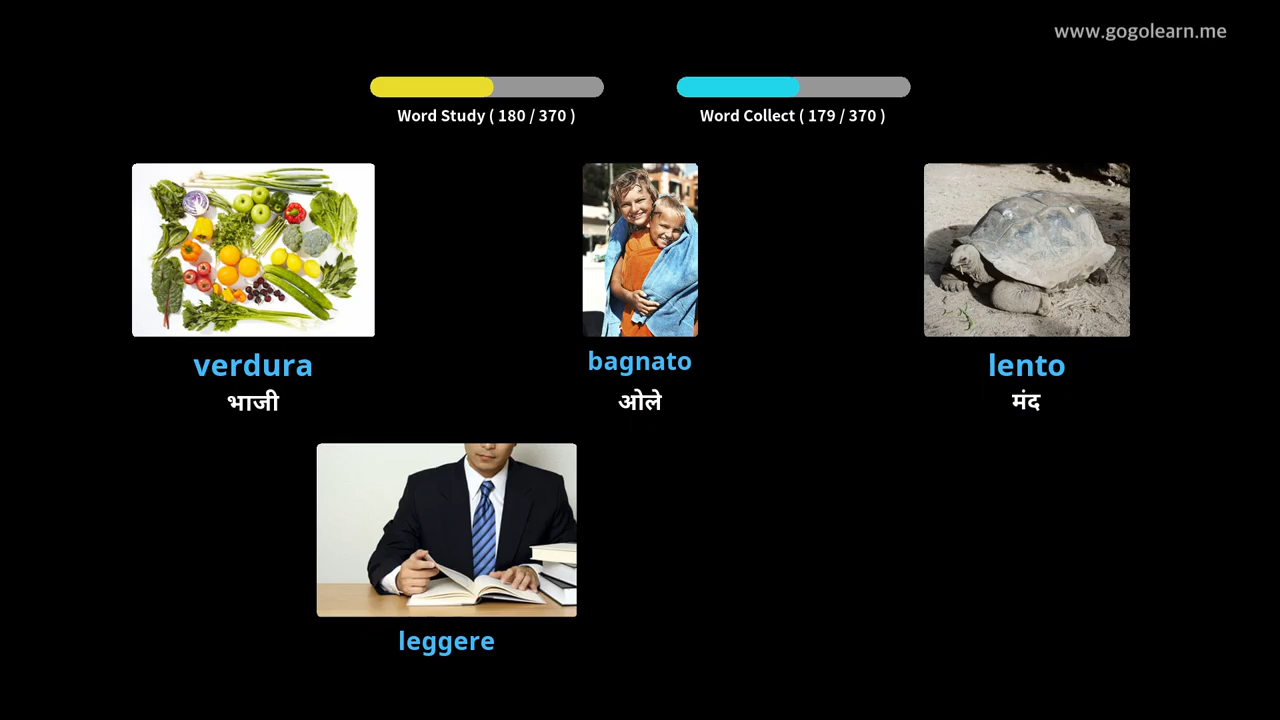 www.gogolearn.me
Word Study ( 180 / 370 )
Word Collect ( 179 / 370 )
verdura
bagnato
lento
भाजी
ओले
मंद
leggere